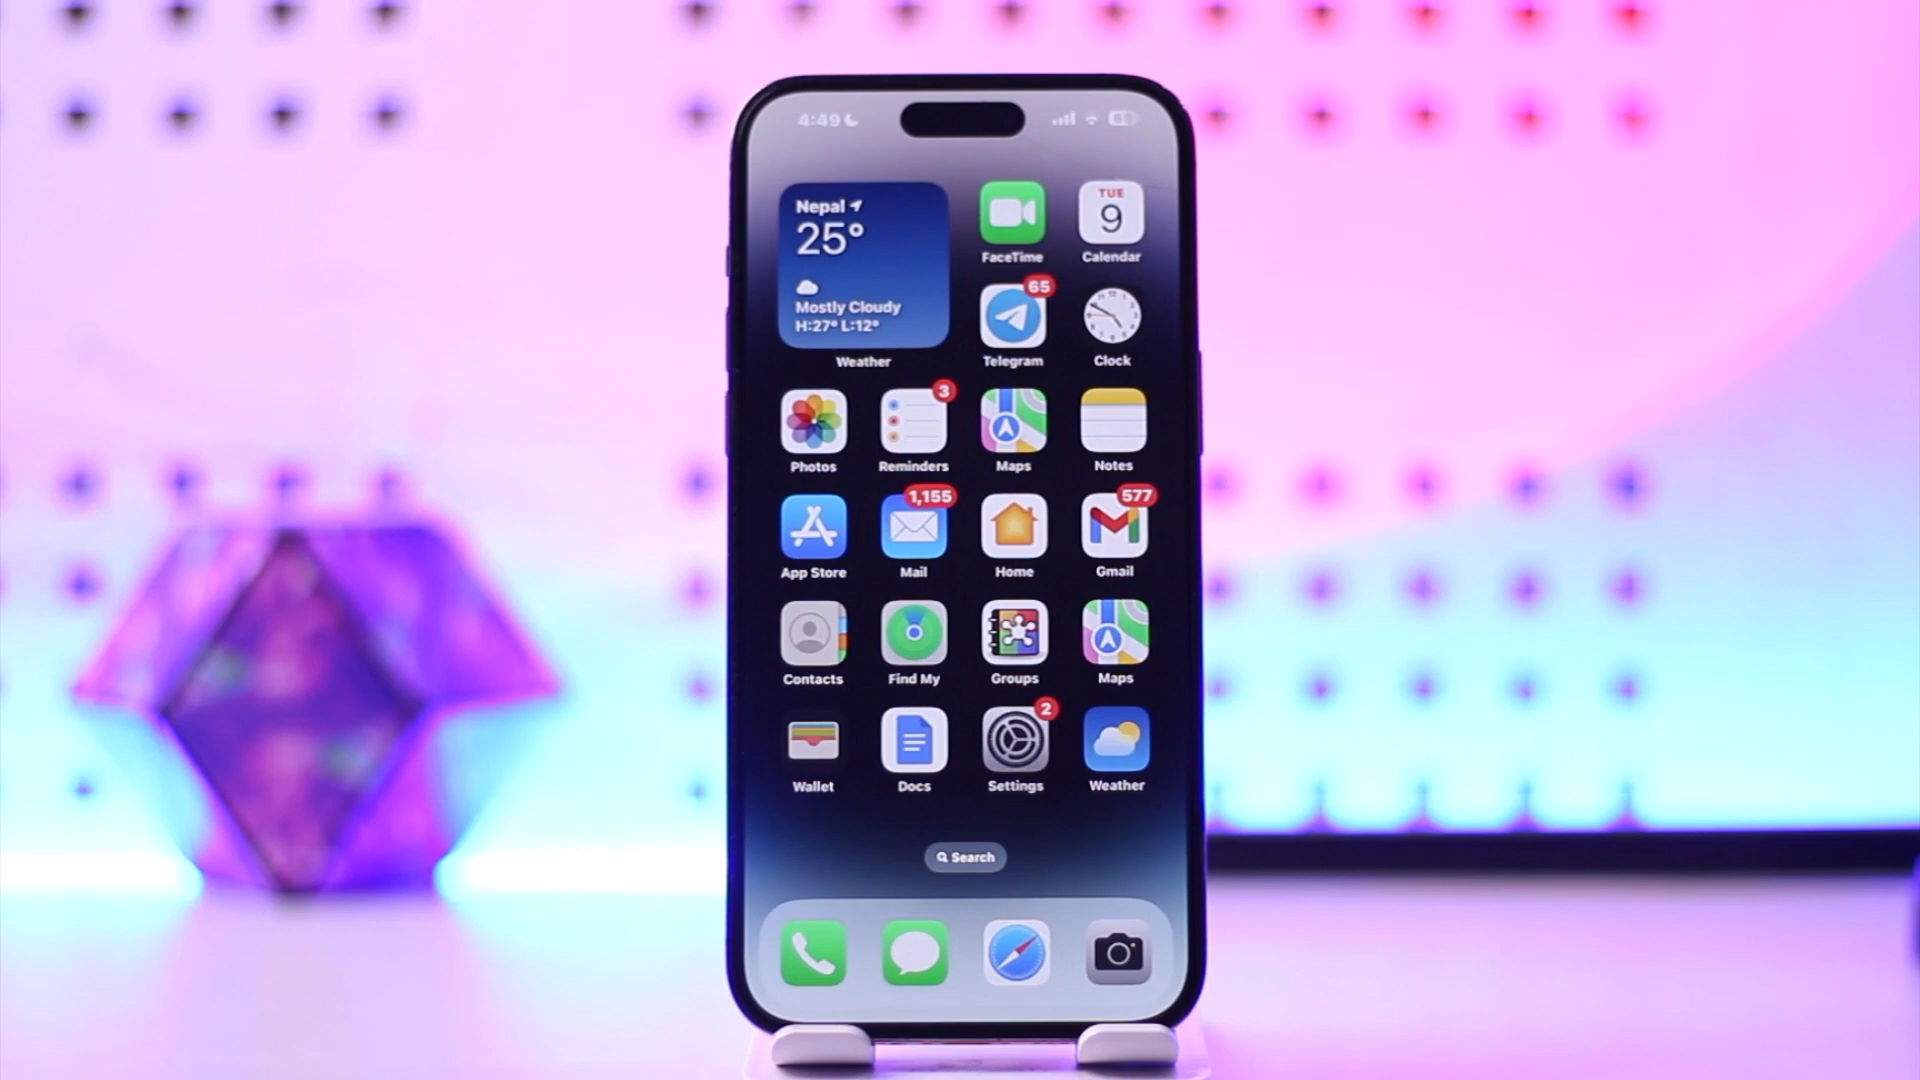 4:49
Nepal
25°
Mostly Cloudy
H:27° L:12°
Weather
FaceTime
TUE
9
Calendar
65
Telegram
Clock
Photos
3
Reminders
Maps
Notes
App Store
1,155
Mail
Home
577
Gmail
Contacts
Find My
Groups
Maps
Wallet
Docs
2
Settings
Weather
Search